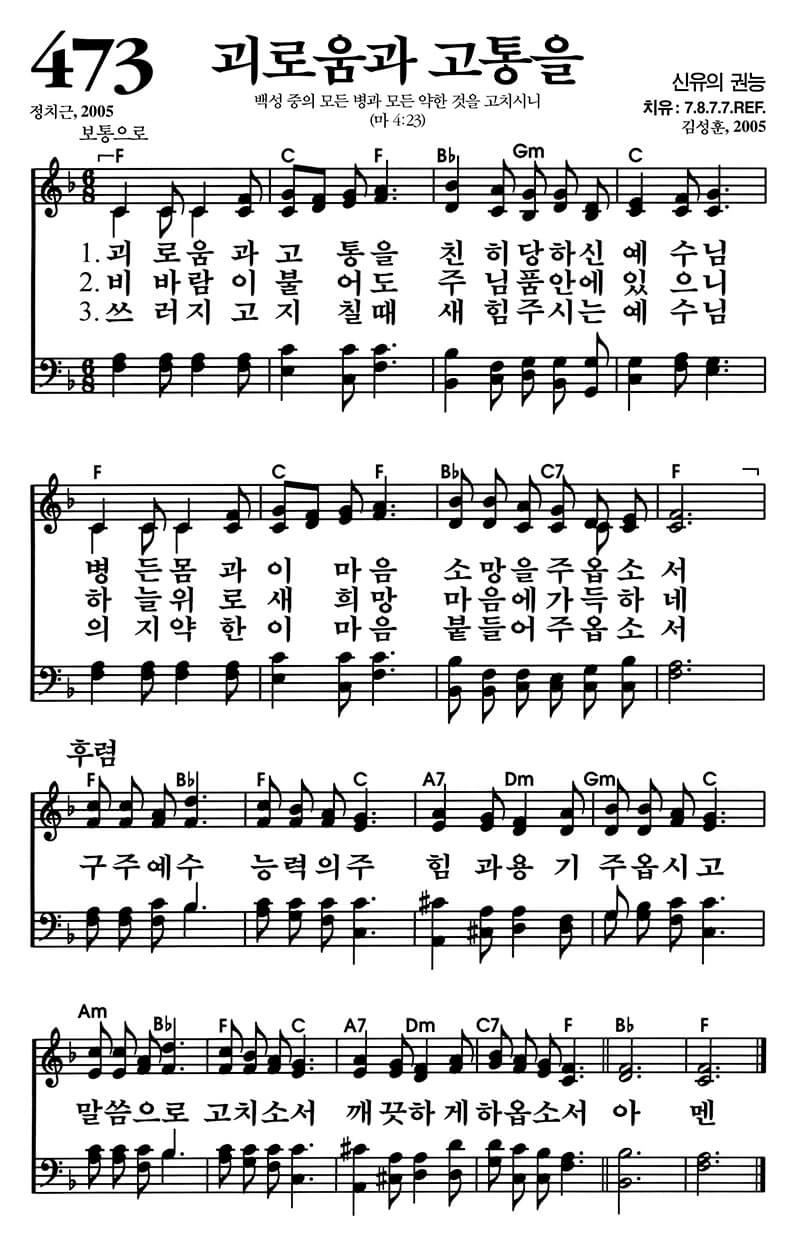 473 괴로움과 고통을 신유의 권능
백성 중의 모든 병과 모든 약한 것을 고치시니
(마 4:23)
치유 : 7.8.7.7.REF.
정치근, 2005 김성훈, 2005
보통으로
F C F B♭ Gm C
1. 괴 로움 과 고 통을 친 히당하신 예 수님
2. 비 바람 이 불 어도 주 님품안에 있 으니
3. 쓰 러지 고 지 칠때 새 힘주시는 예 수님
F C F B♭ C7 F
병 든몸 과 이 마음 소망을주옵소 서
하 늘위 로 새 희망 마음에가득하 네
의 지약 한 이 마음 붙들어주옵소 서
후렴
F B♭ F C A7 Dm Gm C
구주예수 능력의주 힘 과용 기 주옵시고
Am B♭ F C A7 Dm C7 F B♭ F
말씀으로 고치소서 깨 끗하 게하옵소서 아 멘